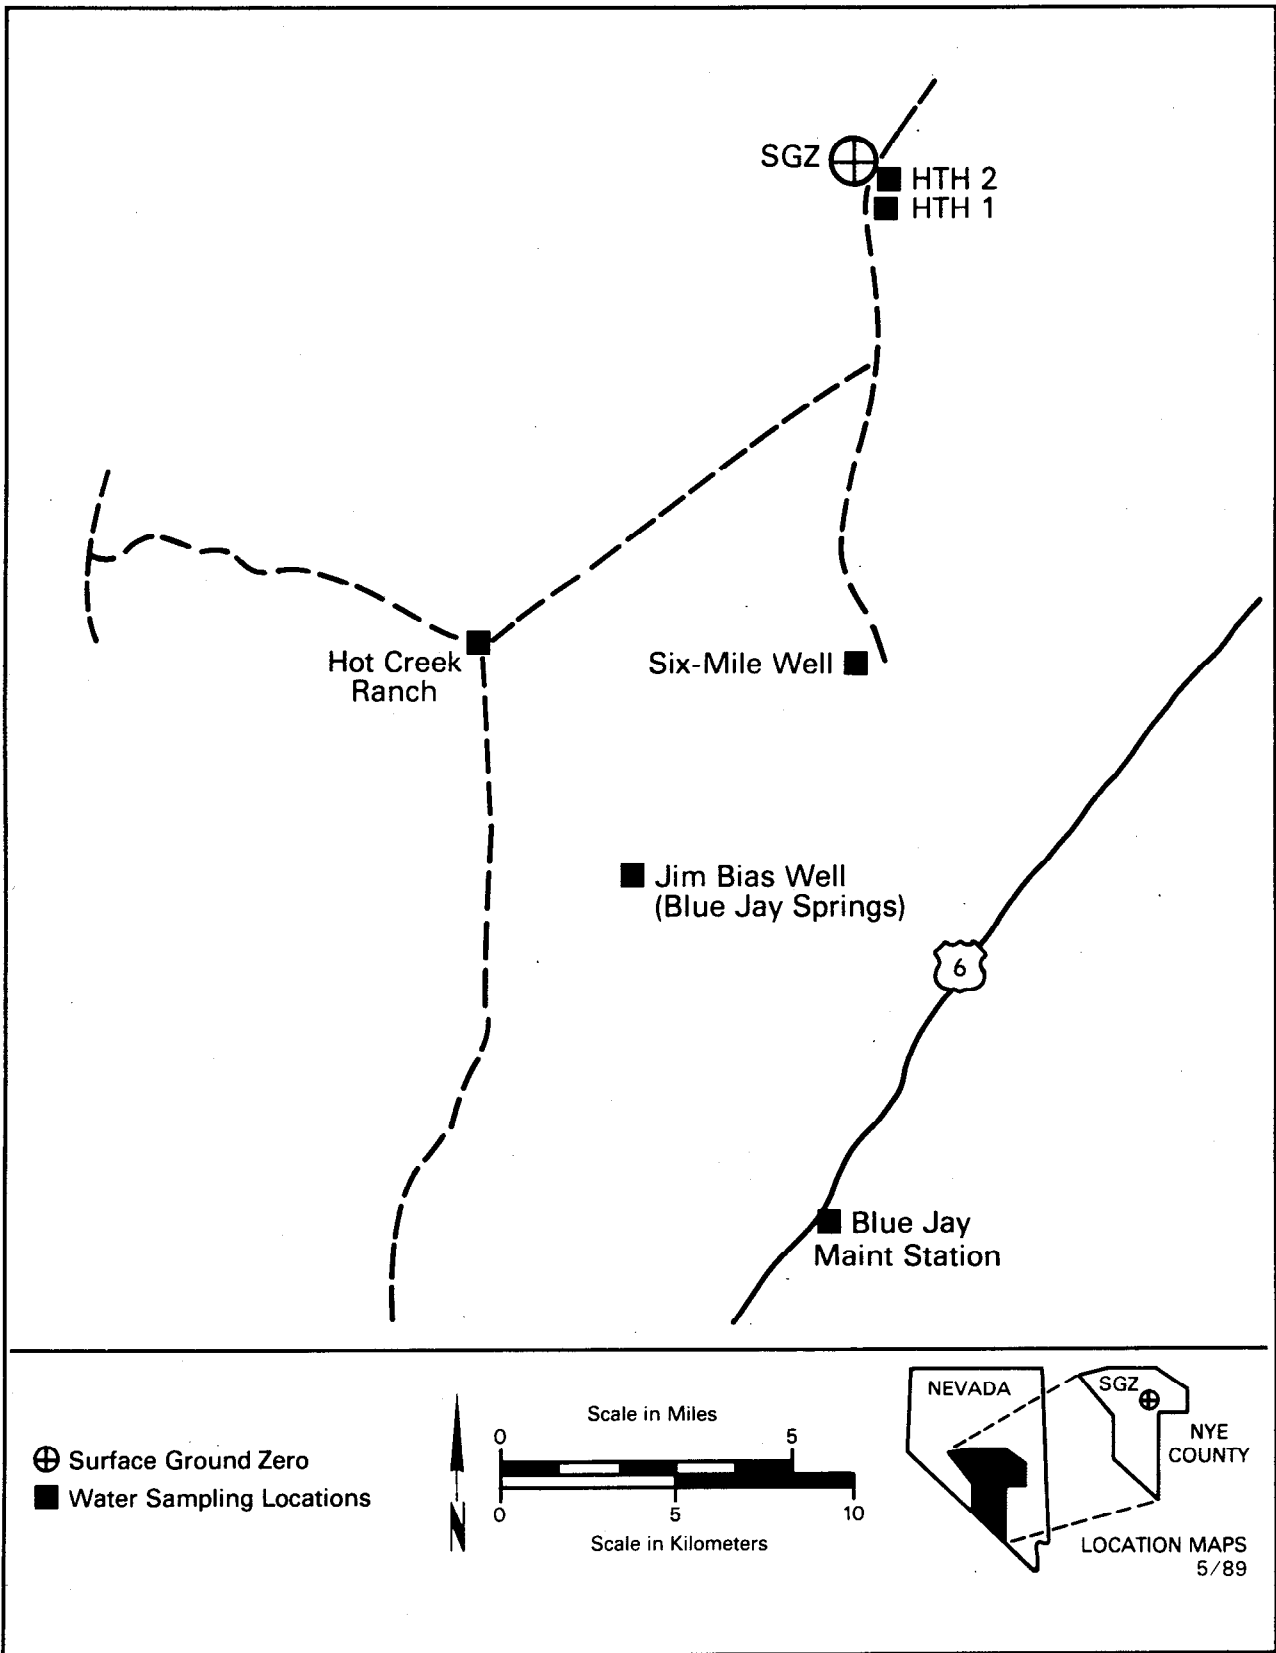 SGZ
HTH 2
HTH 1
Hot Creek
Ranch
Six-Mile Well
Jim Bias Well
(Blue Jay Springs)
6
Blue Jay
Maint Station
Surface Ground Zero
Water Sampling Locations
N
Scale in Miles
0 5
0 5 10
Scale in Kilometers
NEVADA
SGZ
NYE
COUNTY
LOCATION MAPS
5/89